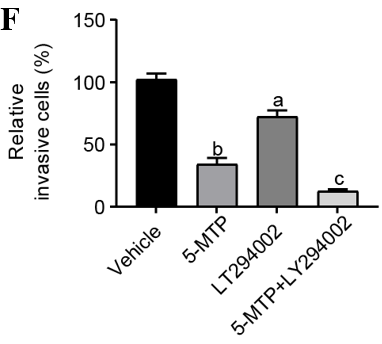 F
150
100
50
0
Relative
invasive cells (%)
b
a
c
Vehicle
5-MTP
LT294002
5-MTP+LY294002